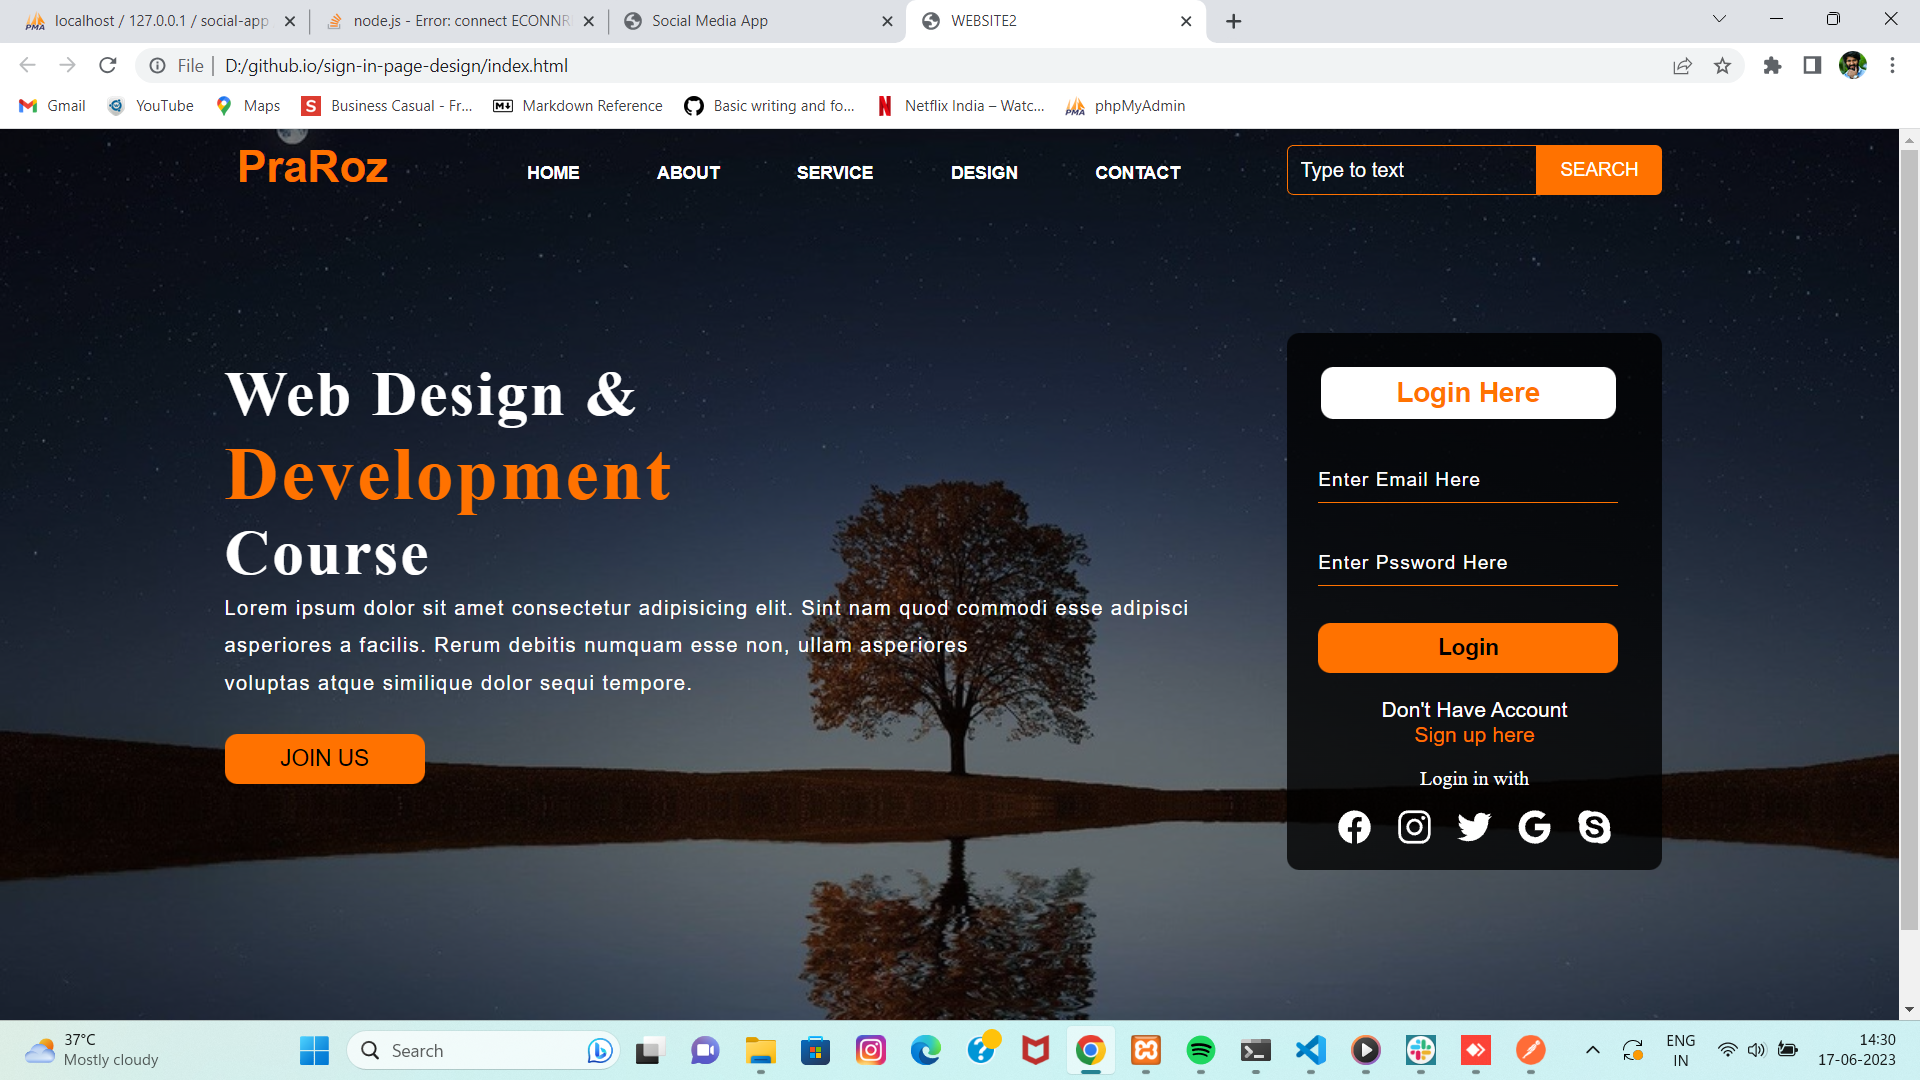 localhost / 127.0.0.1 / social-app
node.js - Error: connect ECONNR
Social Media App
WEBSITE2
File
D:/github.io/sign-in-page-design/index.html
Gmail
YouTube
Maps
Business Casual - Fr...
Markdown Reference
Basic writing and fo...
Netflix India – Watc...
phpMyAdmin
PraRoz
HOME
ABOUT
SERVICE
DESIGN
CONTACT
Type to text
SEARCH
Web Design &
Development
Course
Lorem ipsum dolor sit amet consectetur adipisicing elit. Sint nam quod commodi esse adipisci
asperiores a facilis. Rerum debitis numquam esse non, ullam asperiores
voluptas atque similique dolor sequi tempore.
JOIN US
Login Here
Enter Email Here
Enter Pssword Here
Login
Don't Have Account
Sign up here
Login in with
37°C
Mostly cloudy
Search
ENG
IN
14:30
17-06-2023